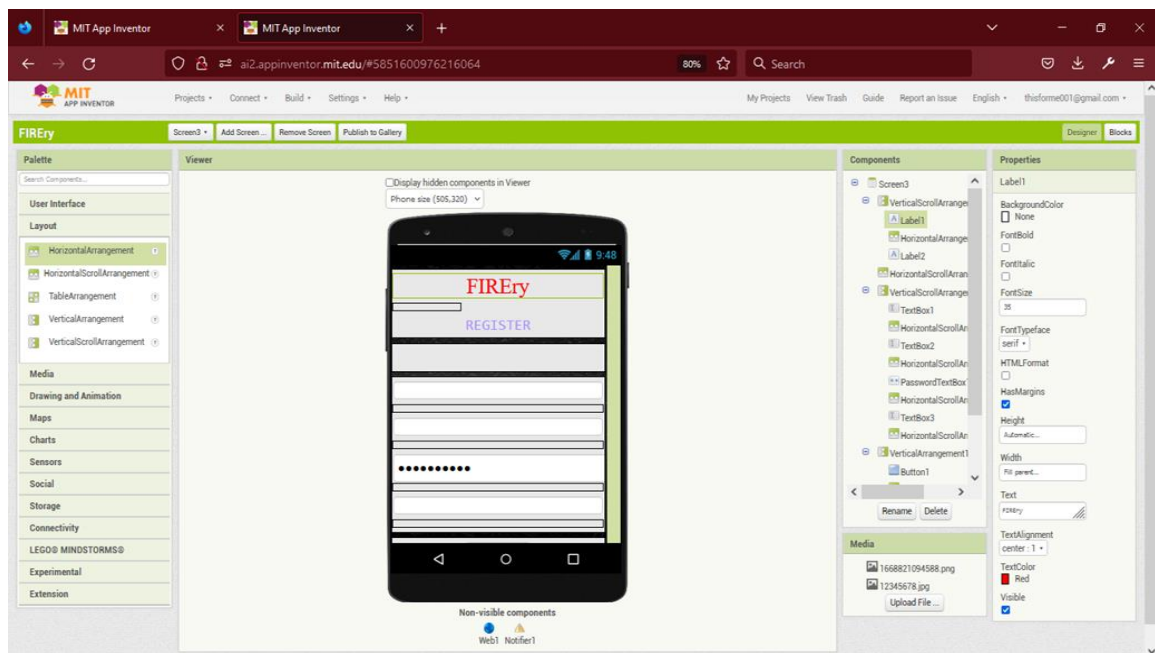 MIT App Inventor
MIT App Inventor
ai2.appinventor.mit.edu/#5851600976216064
80%
Search
MIT
APP INVENTOR
Projects
Connect
Build
Settings
Help
My Projects
View Trash
Guide
Report an Issue
English
thisforme001@gmail.com
FIREry
Screen3
Add Screen ...
Remove Screen
Publish to Gallery
Designer
Blocks
Palette
Search Components...
User Interface
Layout
HorizontalArrangement
HorizontalScrollArrangement
TableArrangement
VerticalArrangement
VerticalScrollArrangement
Media
Drawing and Animation
Maps
Charts
Sensors
Social
Storage
Connectivity
LEGO® MINDSTORMS®
Experimental
Extension
Viewer
Display hidden components in Viewer
Phone size (505,320)
9:48
FIREry
REGISTER
Non-visible components
Web1
Notifier1
Components
Screen3
VerticalScrollArrange
Label1
HorizontalArrange
Label2
HorizontalScrollArran
VerticalScrollArrange
TextBox1
HorizontalScrollAr
TextBox2
HorizontalScrollAr
PasswordTextBox
HorizontalScrollAr
TextBox3
HorizontalScrollAr
VerticalArrangement1
Button1
Rename
Delete
Media
1668821094588.png
12345678.jpg
Upload File ...
Properties
Label1
BackgroundColor
None
FontBold
FontItalic
FontSize
35
FontTypeface
serif
HTMLFormat
HasMargins
Height
Automatic...
Width
Fill parent...
Text
FIREry
TextAlignment
center : 1
TextColor
Red
Visible